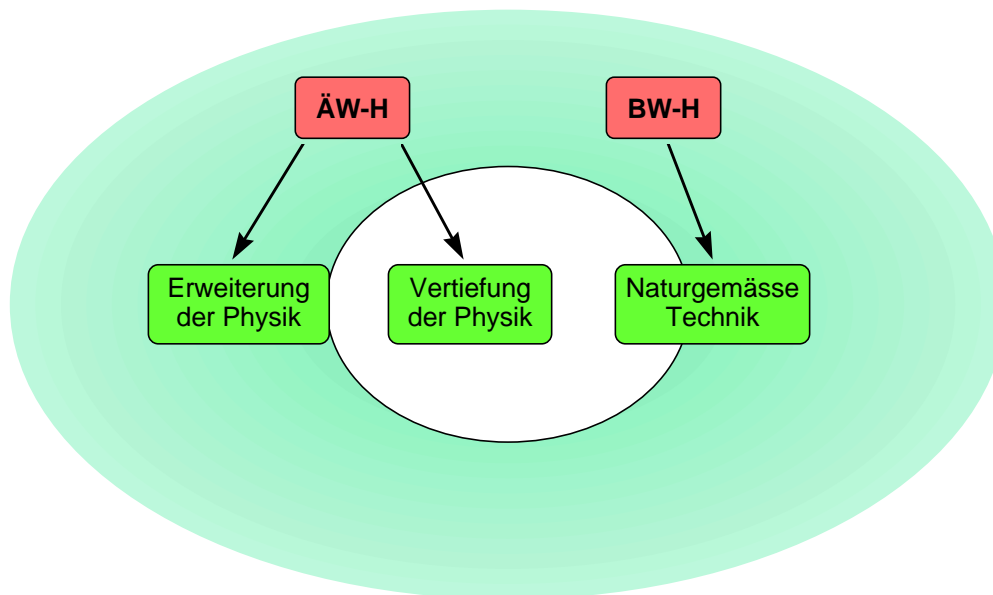 ÄW-H
BW-H
Erweiterung
der Physik
Vertiefung
der Physik
Naturgemässe
Technik